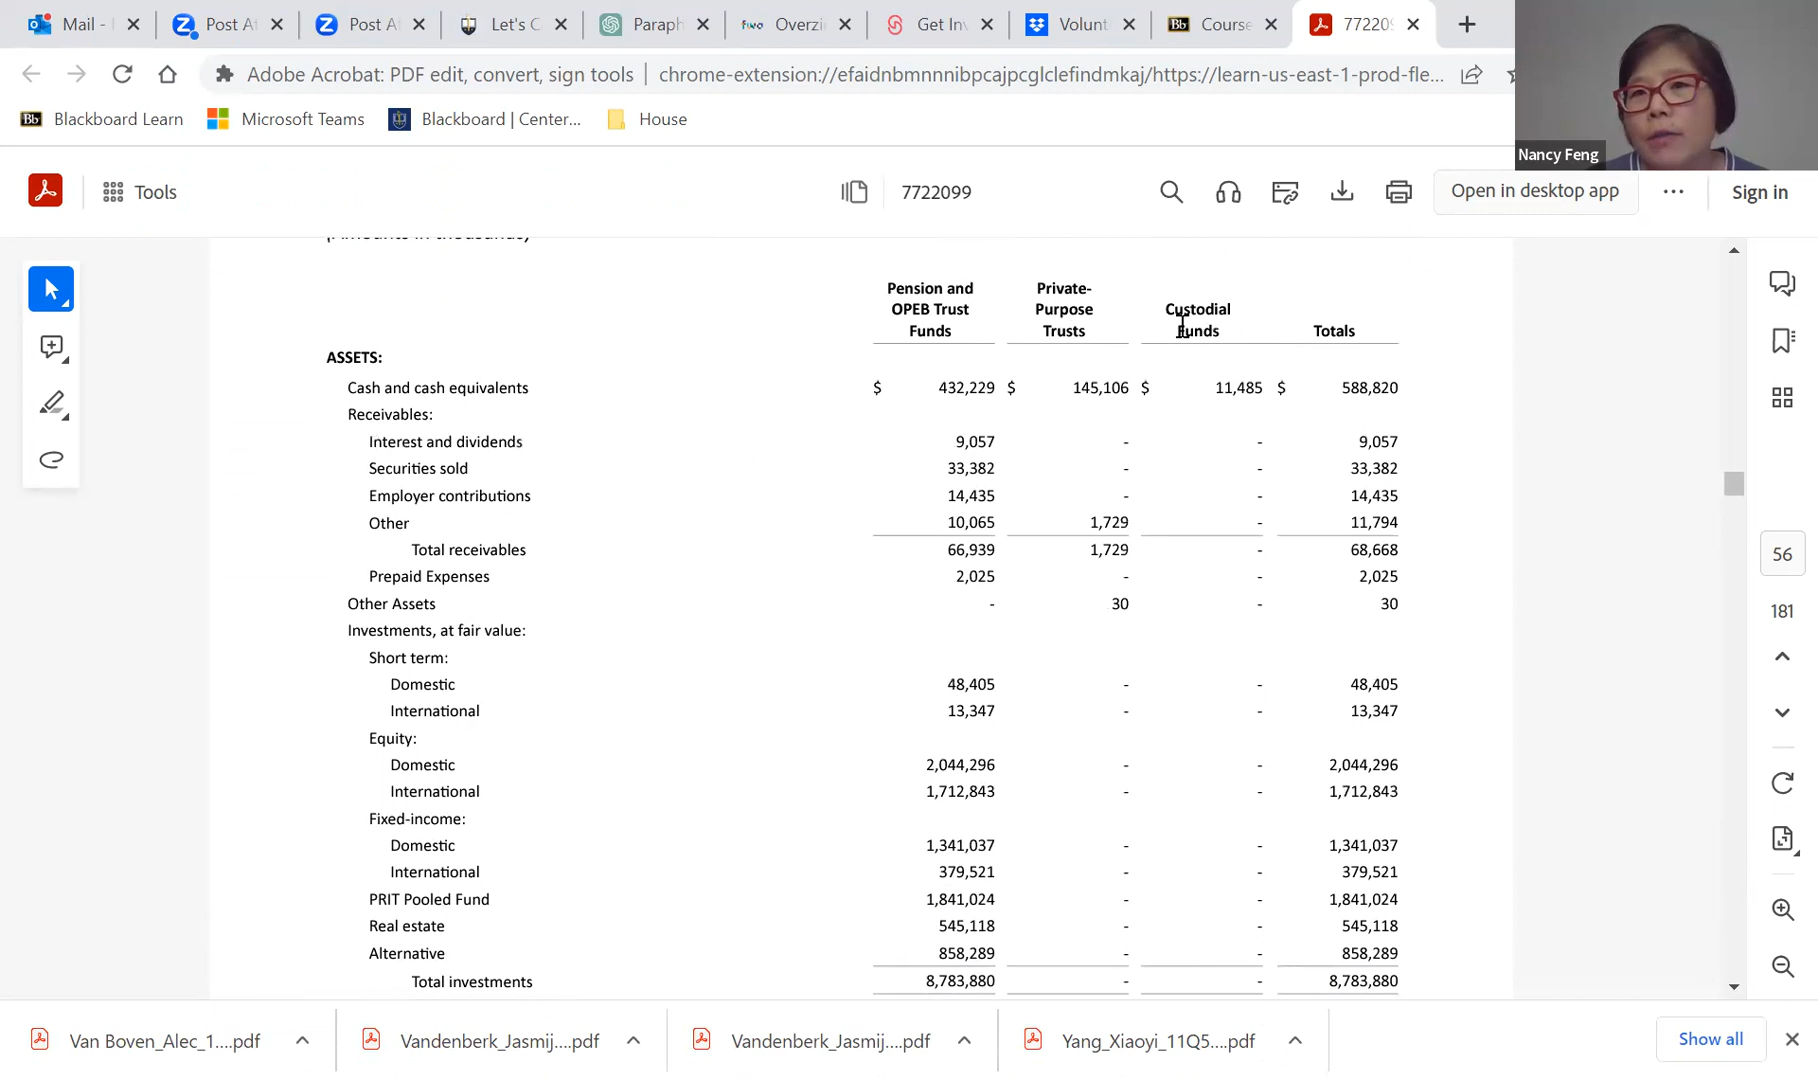 Mail - Post A Post A Let's C Paraph two Overzi Get Inv Volunt Bb Course 77220
Adobe Acrobat: PDF edit, convert, sign tools | chrome-extension://efaidnbmnnnibpcajpcglclefindmkaj/https://learn-us-east-1-prod-fle...
Bb Blackboard Learn Microsoft Teams Blackboard | Center... House
Nancy Feng
Tools 7722099 Open in desktop app ... Sign in
(Amounts in thousands)
Pension and Private-
OPEB Trust Purpose Custodial
Funds Trusts Funds Totals
ASSETS:
Cash and cash equivalents $ 432,229 $ 145,106 $ 11,485 $ 588,820
Receivables:
Interest and dividends 9,057 - - 9,057
Securities sold 33,382 - - 33,382
Employer contributions 14,435 - - 14,435
Other 10,065 1,729 - 11,794
Total receivables 66,939 1,729 - 68,668
Prepaid Expenses 2,025 - - 2,025
Other Assets - 30 - 30
Investments, at fair value:
Short term:
Domestic 48,405 - - 48,405
International 13,347 - - 13,347
Equity:
Domestic 2,044,296 - - 2,044,296
International 1,712,843 - - 1,712,843
Fixed-income:
Domestic 1,341,037 - - 1,341,037
International 379,521 - - 379,521
PRIT Pooled Fund 1,841,024 - - 1,841,024
Real estate 545,118 - - 545,118
Alternative 858,289 - - 858,289
Total investments 8,783,880 - - 8,783,880
56
181
Van Boven_Alec_1....pdf Vandenberk_Jasmij....pdf Vandenberk_Jasmij....pdf Yang_Xiaoyi_11Q5....pdf Show all